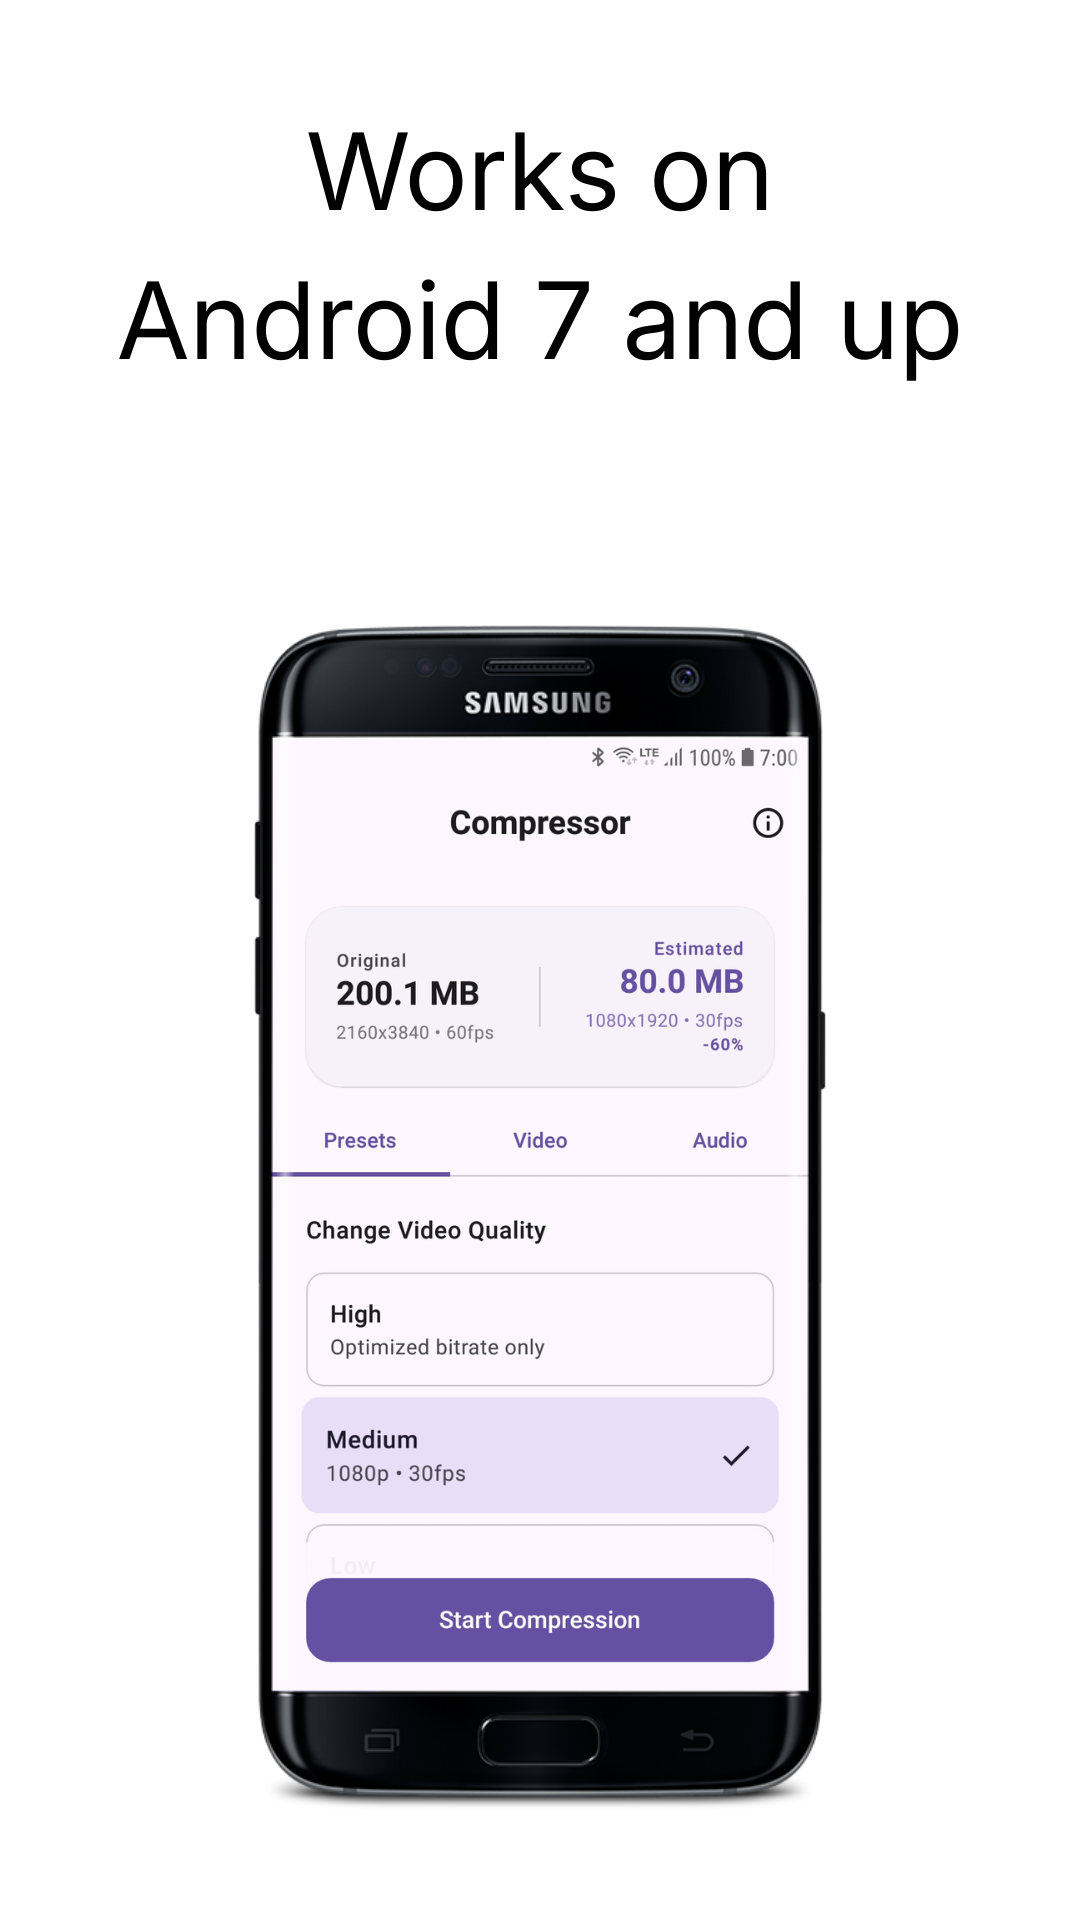 Works on
Android 7 and up
SAMSUNG
LTE 100% 7:00
Compressor
Original
200.1 MB
2160x3840 • 60fps
Estimated
80.0 MB
1080x1920 • 30fps
-60%
Presets Video Audio
Change Video Quality
High
Optimized bitrate only
Medium
1080p • 30fps
Low
Start Compression